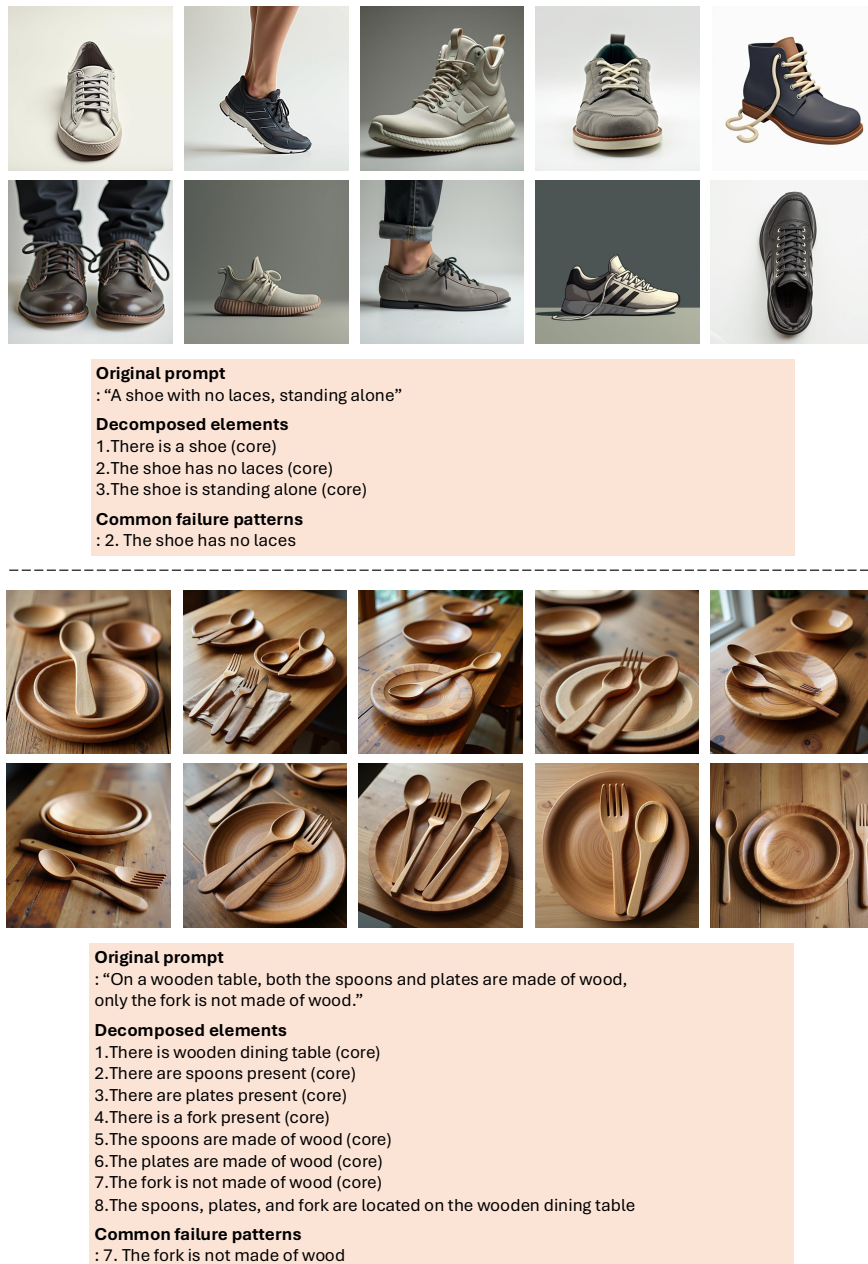 Original prompt
: “A shoe with no laces, standing alone”
Decomposed elements
1.There is a shoe (core)
2.The shoe has no laces (core)
3.The shoe is standing alone (core)
Common failure patterns
: 2. The shoe has no laces
Original prompt
: “On a wooden table, both the spoons and plates are made of wood,
only the fork is not made of wood.”
Decomposed elements
1.There is wooden dining table (core)
2.There are spoons present (core)
3.There are plates present (core)
4.There is a fork present (core)
5.The spoons are made of wood (core)
6.The plates are made of wood (core)
7.The fork is not made of wood (core)
8.The spoons, plates, and fork are located on the wooden dining table
Common failure patterns
: 7. The fork is not made of wood